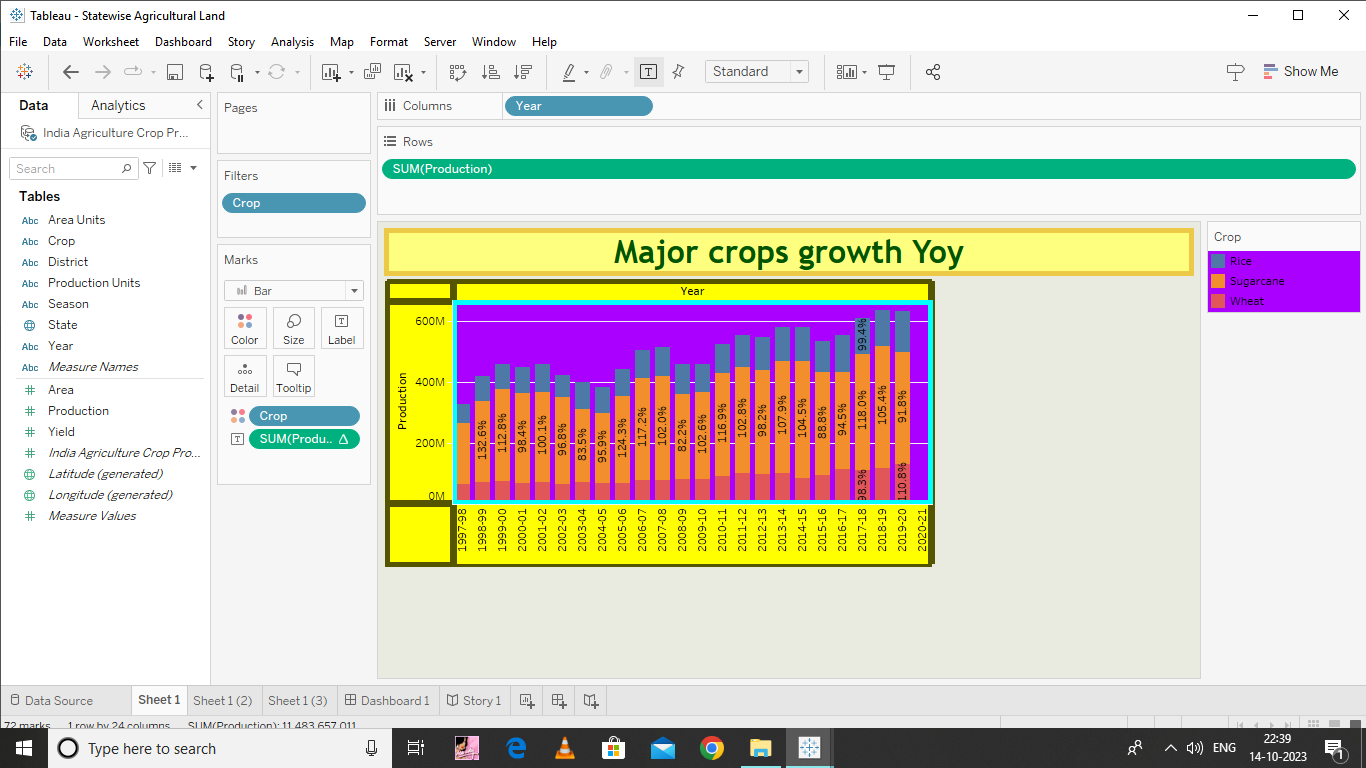 Tableau - Statewise Agricultural Land
File Data Worksheet Dashboard Story Analysis Map Format Server Window Help
Standard
Show Me
Data Analytics
India Agriculture Crop Pr...
Search
Tables
Abc Area Units
Abc Crop
Abc District
Abc Production Units
Abc Season
State
Abc Year
Abc Measure Names
Area
Production
Yield
India Agriculture Crop Pro...
Latitude (generated)
Longitude (generated)
Measure Values
Pages
Filters
Crop
Marks
Bar
Color Size Label
Detail Tooltip
Crop
SUM(Produ.. Δ
Columns Year
Rows
SUM(Production)
Major crops growth Yoy
Year
Production
600M
400M
200M
0M
132.6%
112.8%
98.4%
100.1%
96.8%
83.5%
95.9%
124.3%
117.2%
102.0%
82.2%
102.6%
116.9%
102.8%
98.2%
107.9%
104.5%
88.8%
94.5%
99.4%
118.0%
98.3%
105.4%
91.8%
110.8%
1997-98
1998-99
1999-00
2000-01
2001-02
2002-03
2003-04
2004-05
2005-06
2006-07
2007-08
2008-09
2009-10
2010-11
2011-12
2012-13
2013-14
2014-15
2015-16
2016-17
2017-18
2018-19
2019-20
2020-21
Crop
Rice
Sugarcane
Wheat
Data Source Sheet 1 Sheet 1 (2) Sheet 1 (3) Dashboard 1 Story 1
72 marks 1 row by 24 columns SUM(Production): 11,483,657,011
Type here to search
ENG
22:39
14-10-2023
1